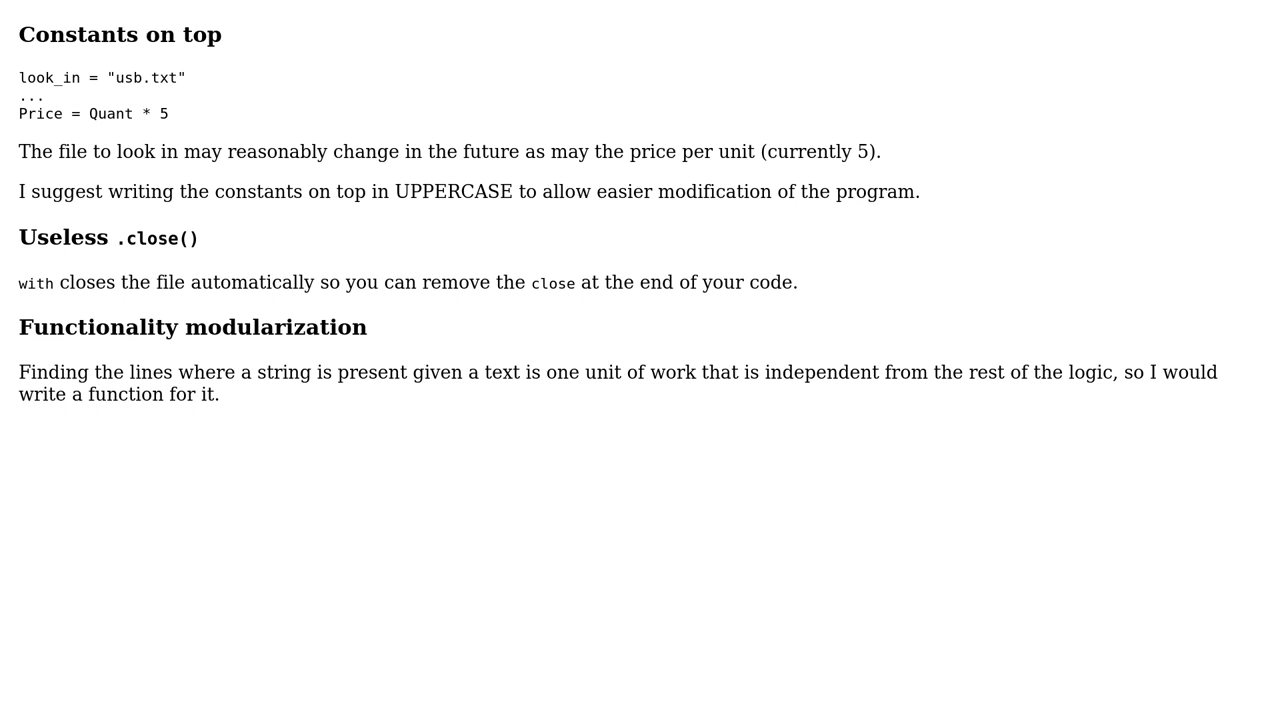 Constants on top
look_in = "usb.txt"
...
Price = Quant * 5
The file to look in may reasonably change in the future as may the price per unit (currently 5).
I suggest writing the constants on top in UPPERCASE to allow easier modification of the program.
Useless .close()
with closes the file automatically so you can remove the close at the end of your code.
Functionality modularization
Finding the lines where a string is present given a text is one unit of work that is independent from the rest of the logic, so I would
write a function for it.